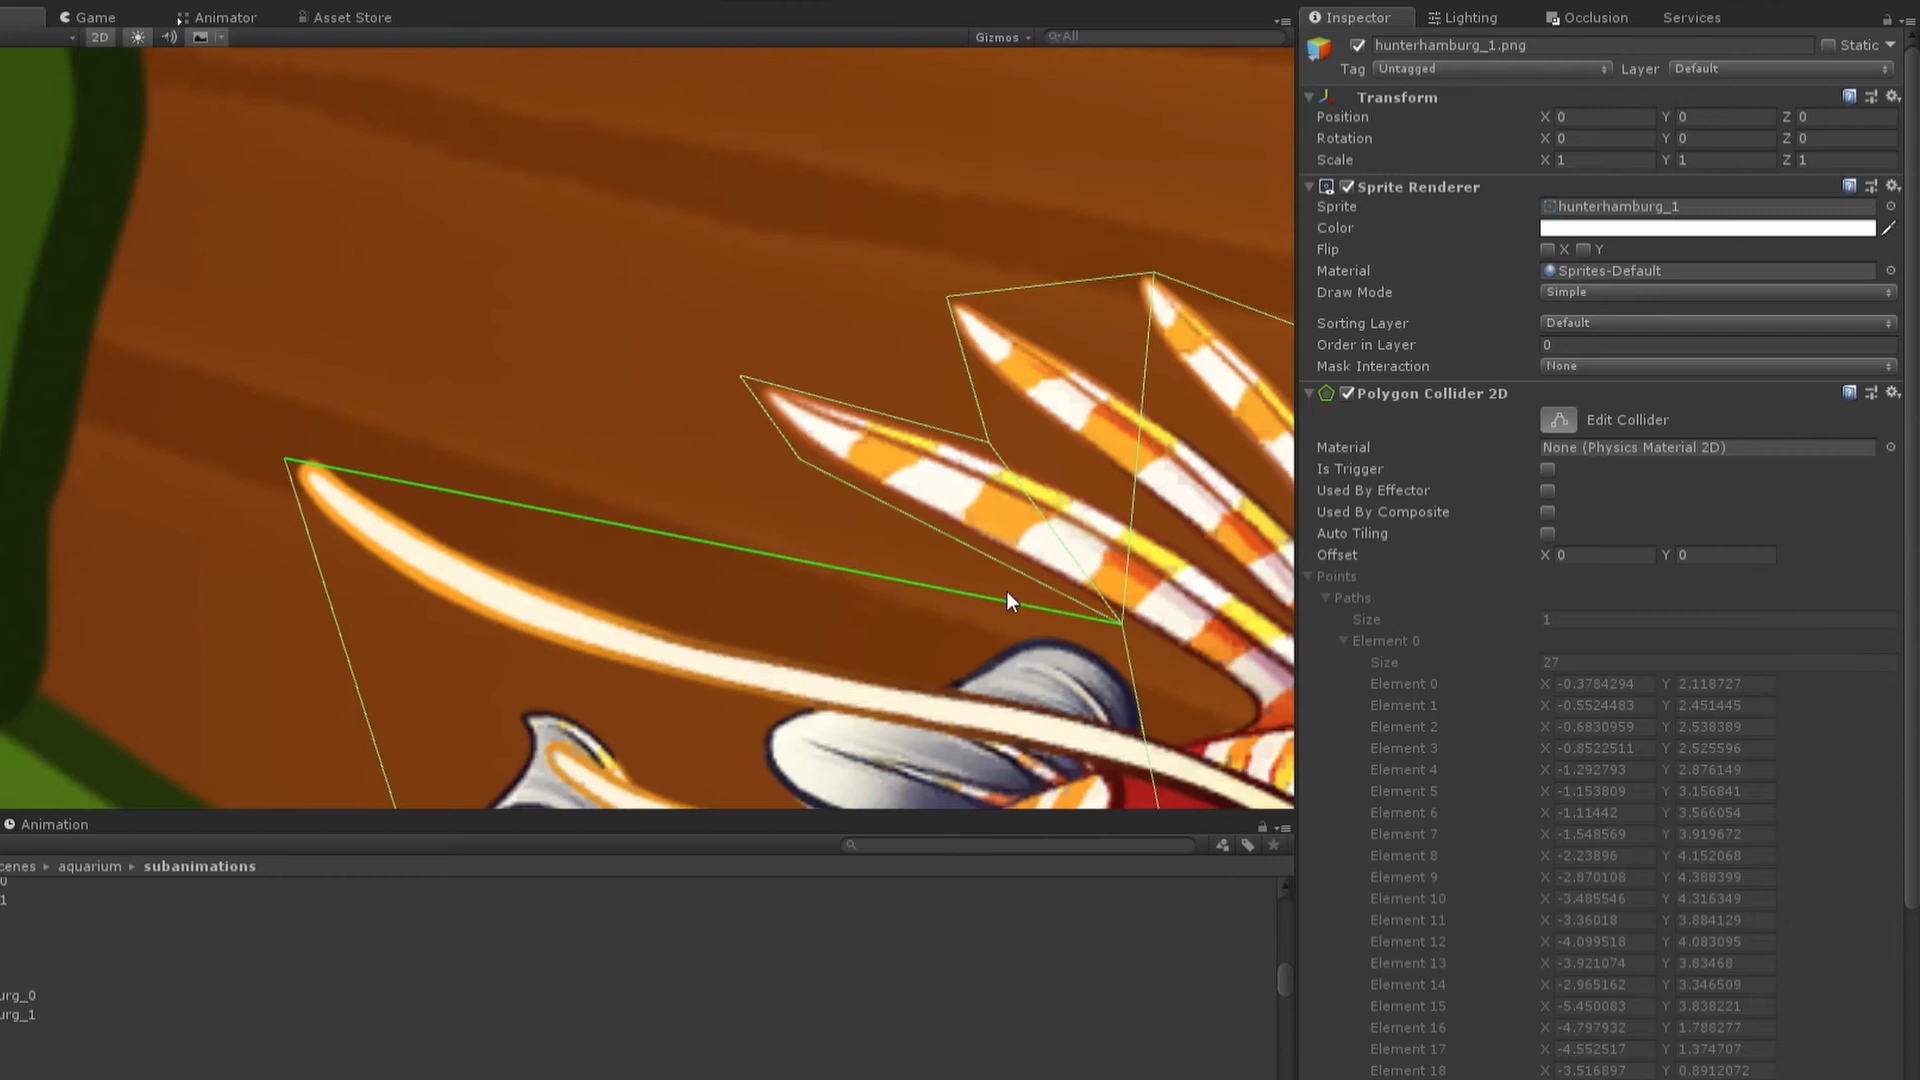 Game Animator Asset Store
2D Gizmos All
Inspector Lighting Occlusion Services
hunterhamburg_1.png Static
Tag Untagged Layer Default
Transform
Position X 0 Y 0 Z 0
Rotation X 0 Y 0 Z 0
Scale X 1 Y 1 Z 1
Sprite Renderer
Sprite hunterhamburg_1
Color
Flip X Y
Material Sprites-Default
Draw Mode Simple
Sorting Layer Default
Order in Layer 0
Mask Interaction None
Polygon Collider 2D
Edit Collider
Material None (Physics Material 2D)
Is Trigger
Used By Effector
Used By Composite
Auto Tiling
Offset X 0 Y 0
Points
Paths
Size 1
Element 0
Size 27
Element 0 X -0.3784294 Y 2.118727
Element 1 X -0.5524483 Y 2.451445
Element 2 X -0.6830959 Y 2.538389
Element 3 X -0.8522511 Y 2.525596
Element 4 X -1.292793 Y 2.876149
Element 5 X -1.153809 Y 3.156841
Element 6 X -1.11442 Y 3.566054
Element 7 X -1.548569 Y 3.919672
Element 8 X -2.23896 Y 4.152068
Element 9 X -2.870108 Y 4.388399
Element 10 X -3.485546 Y 4.316349
Element 11 X -3.36018 Y 3.884129
Element 12 X -4.099518 Y 4.083095
Element 13 X -3.921074 Y 3.83468
Element 14 X -2.965162 Y 3.346509
Element 15 X -5.450083 Y 3.838221
Element 16 X -4.797932 Y 1.788277
Element 17 X -4.552517 Y 1.374707
Element 18 X -3.516897 Y 0.8912072
Animation
cenes aquarium subanimations
0
1
urg_0
urg_1